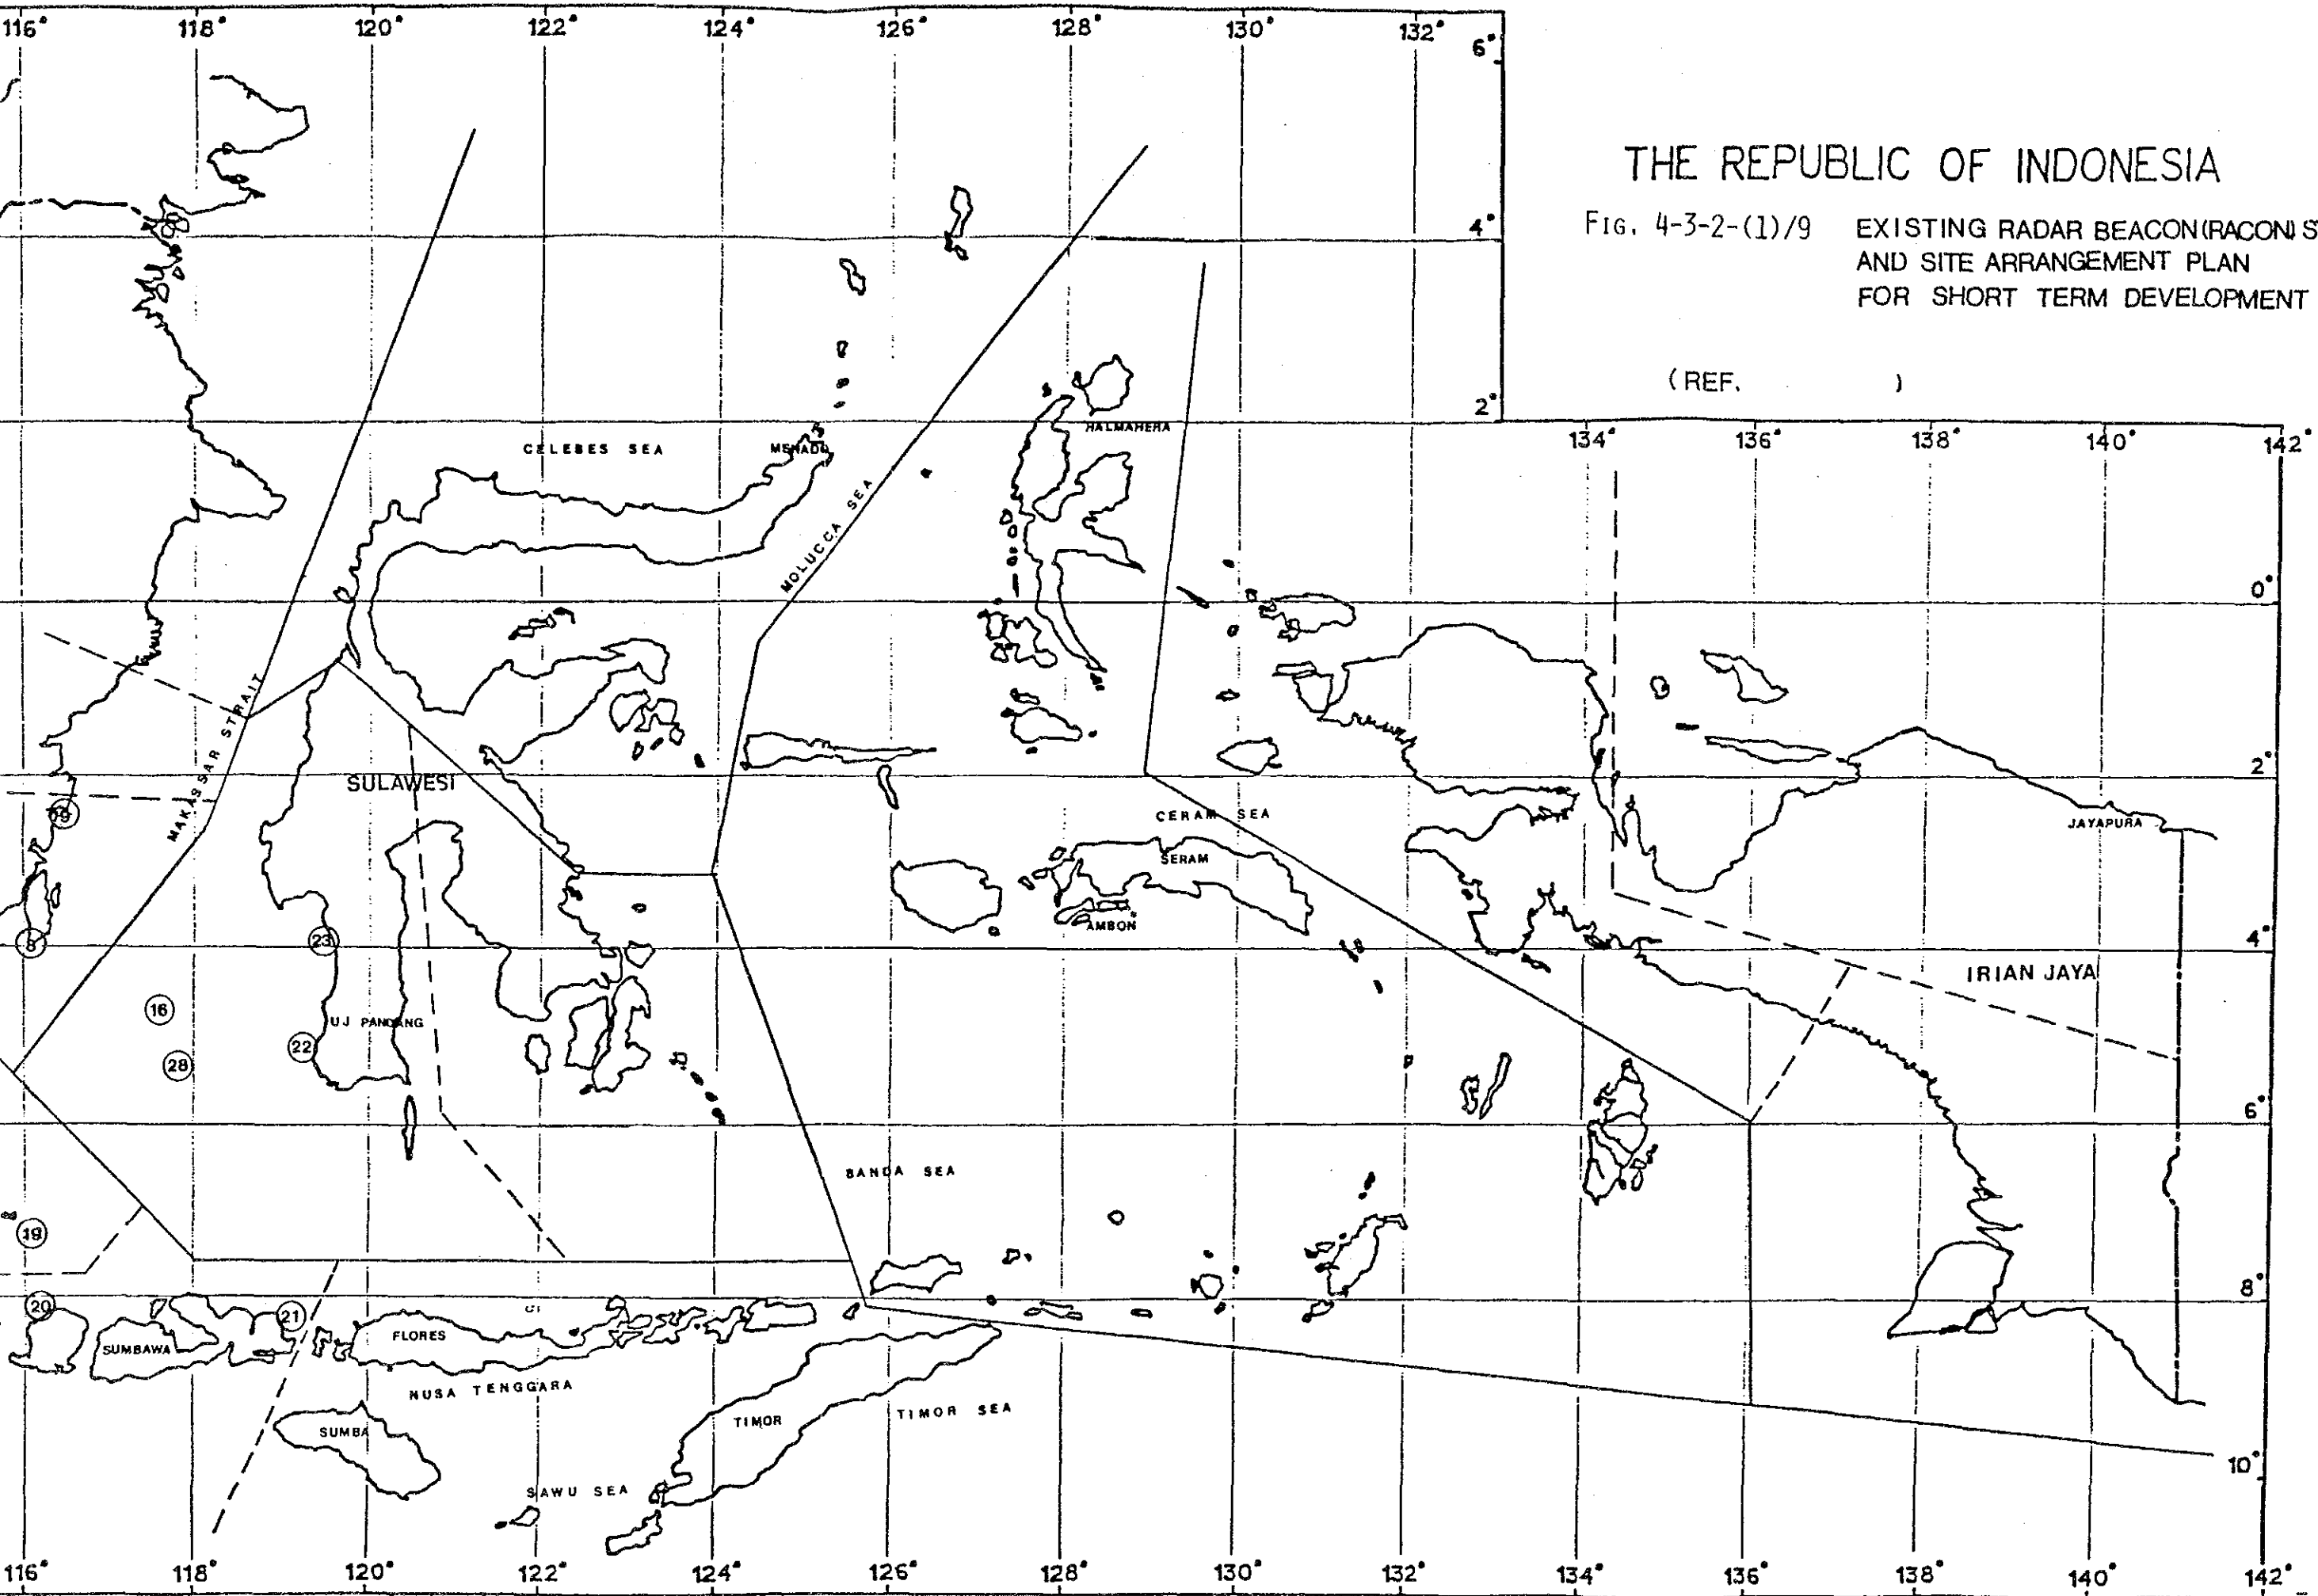 116° 118° 120° 122° 124° 126° 128° 130° 132°
6°
THE REPUBLIC OF INDONESIA
FIG. 4-3-2-(1)/9 EXISTING RADAR BEACON(RACON)
AND SITE ARRANGEMENT PLAN
FOR SHORT TERM DEVELOPMENT
4°
(REF. )
2°
134° 136° 138° 140° 142°
HALMAHERA
CELEBES SEA
MENADO
MOLUCCA SEA
0°
MAKASSAR STRAIT
SULAWESI
2°
CERAM SEA
JAYAPURA
SERAM
AMBON
8
23
4°
IRIAN JAYA
16
UJ PANDANG
22
28
6°
BANDA SEA
19
20
21
8°
SUMBAWA
FLORES
NUSA TENGGARA
SUMBA
TIMOR
TIMOR SEA
SAWU SEA
10°
116° 118° 120° 122° 124° 126° 128° 130° 132° 134° 136° 138° 140° 142°